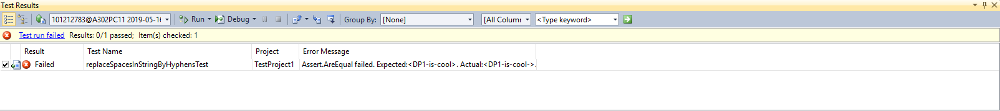 Test Results
101212783@A302PC11 2019-05-16 Run Debug Group By: [None] [All Column <Type keyword>
Test run failed Results: 0/1 passed; Item(s) checked: 1
Result Test Name Project Error Message
Failed replaceSpacesInStringByHyphensTest TestProject1 Assert.AreEqual failed. Expected:<DP1-is-cool>. Actual:<DP1-is-cool->.